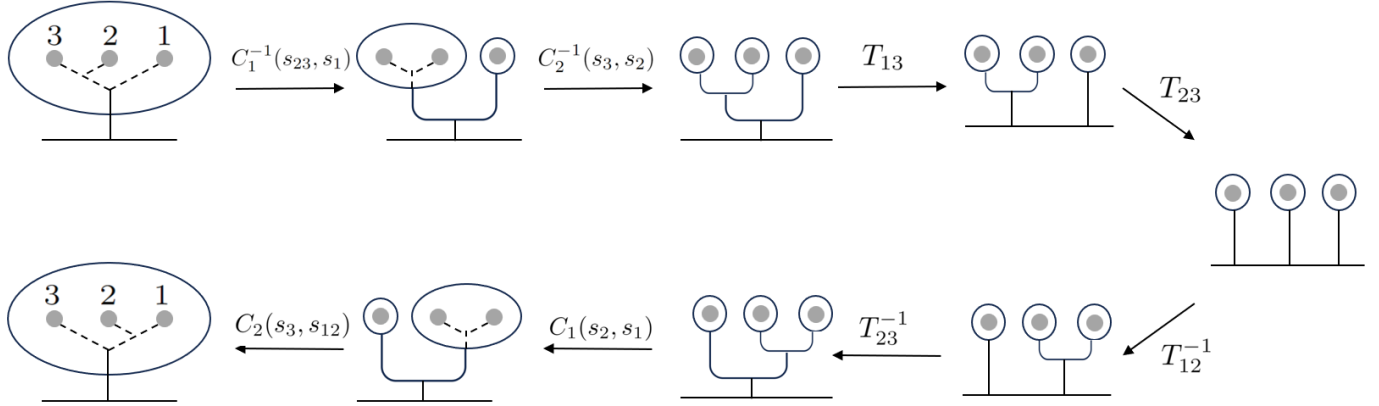 3 2 1
C_1^{-1}(s_{23}, s_1)
C_2^{-1}(s_3, s_2)
T_{13}
T_{23}
T_{12}^{-1}
T_{23}^{-1}
C_1(s_2, s_1)
C_2(s_3, s_{12})
3 2 1